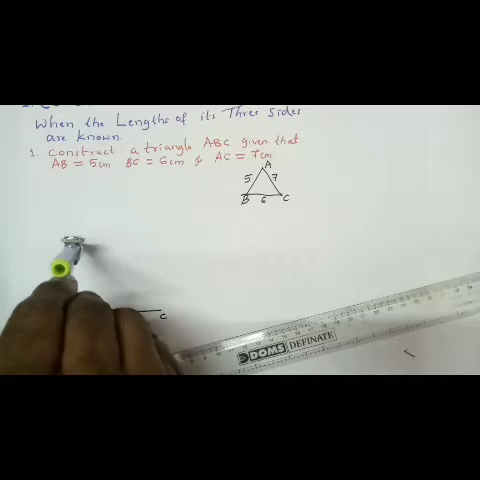 When the Lengths of its Three Sides
are known.
1. Construct a triangle ABC given that
AB = 5cm BC = 6cm & AC = 7cm
A
5 7
B 6 C
C
DOMS DEFINATE